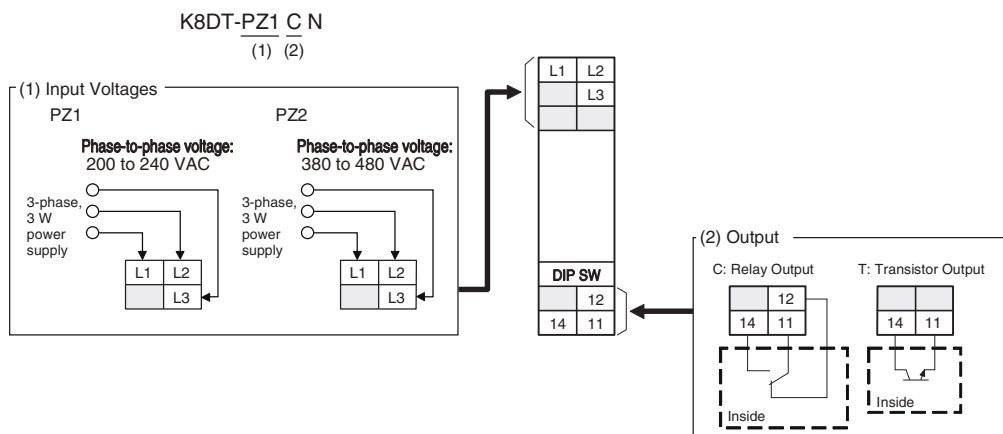 K8DT-PZ1 C N
(1) (2)
(1) Input Voltages
PZ1
Phase-to-phase voltage:
200 to 240 VAC
3-phase,
3 W
power
supply
L1 L2
L3
PZ2
Phase-to-phase voltage:
380 to 480 VAC
3-phase,
3 W
power
supply
L1 L2
L3
L1 L2
L3
DIP SW
12
14 11
(2) Output
C: Relay Output
12
14 11
Inside
T: Transistor Output
14 11
Inside